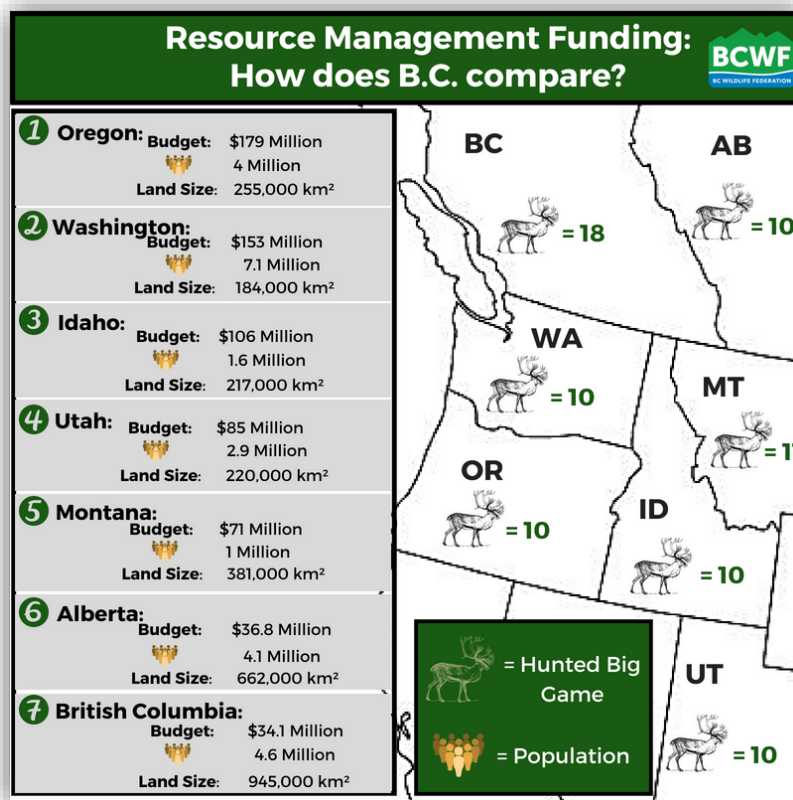 Resource Management Funding:
How does B.C. compare?
BCWF
BC WILDLIFE FEDERATION
1 Oregon:
Budget: $179 Million
4 Million
Land Size: 255,000 km²
2 Washington:
Budget: $153 Million
7.1 Million
Land Size: 184,000 km²
3 Idaho:
Budget: $106 Million
1.6 Million
Land Size: 217,000 km²
4 Utah:
Budget: $85 Million
2.9 Million
Land Size: 220,000 km²
5 Montana:
Budget: $71 Million
1 Million
Land Size: 381,000 km²
6 Alberta:
Budget: $36.8 Million
4.1 Million
Land Size: 662,000 km²
7 British Columbia:
Budget: $34.1 Million
4.6 Million
Land Size: 945,000 km²
BC
= 18
AB
= 10
WA
= 10
MT
=
OR
= 10
ID
= 10
UT
= 10
= Hunted Big
Game
= Population